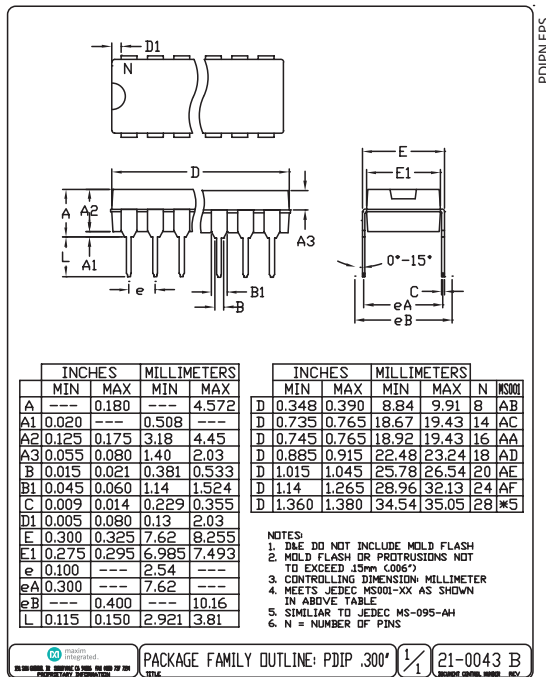 PDIPN.EPS
D1
N
D
E
E1
A
A2
A3
L
A1
e
B1
B
0°-15°
C
eA
eB
INCHES MILLIMETERS
MIN MAX MIN MAX
A --- 0.180 --- 4.572
A1 0.020 --- 0.508 ---
A2 0.125 0.175 3.18 4.45
A3 0.055 0.080 1.40 2.03
B 0.015 0.021 0.381 0.533
B1 0.045 0.060 1.14 1.524
C 0.009 0.014 0.229 0.355
D1 0.005 0.080 0.13 2.03
E 0.300 0.325 7.62 8.255
E1 0.275 0.295 6.985 7.493
e 0.100 --- 2.54 ---
eA 0.300 --- 7.62 ---
eB --- 0.400 --- 10.16
L 0.115 0.150 2.921 3.81
INCHES MILLIMETERS
MIN MAX MIN MAX N MS001
D 0.348 0.390 8.84 9.91 8 AB
D 0.735 0.765 18.67 19.43 14 AC
D 0.745 0.765 18.92 19.43 16 AA
D 0.885 0.915 22.48 23.24 18 AD
D 1.015 1.045 25.78 26.54 20 AE
D 1.14 1.265 28.96 32.13 24 AF
D 1.360 1.380 34.54 35.05 28 *5
NOTES:
1. D&E DO NOT INCLUDE MOLD FLASH
2. MOLD FLASH OR PROTRUSIONS NOT
TO EXCEED .15mm (.006")
3. CONTROLLING DIMENSION: MILLIMETER
4. MEETS JEDEC MS001-XX AS SHOWN
IN ABOVE TABLE
5. SIMILIAR TO JEDEC MS-095-AH
6. N = NUMBER OF PINS
maxim
integrated.
PROPRIETARY INFORMATION
PACKAGE FAMILY OUTLINE: PDIP .300"
TITLE
1/1
21-0043 B
DOCUMENT CONTROL NUMBER REV